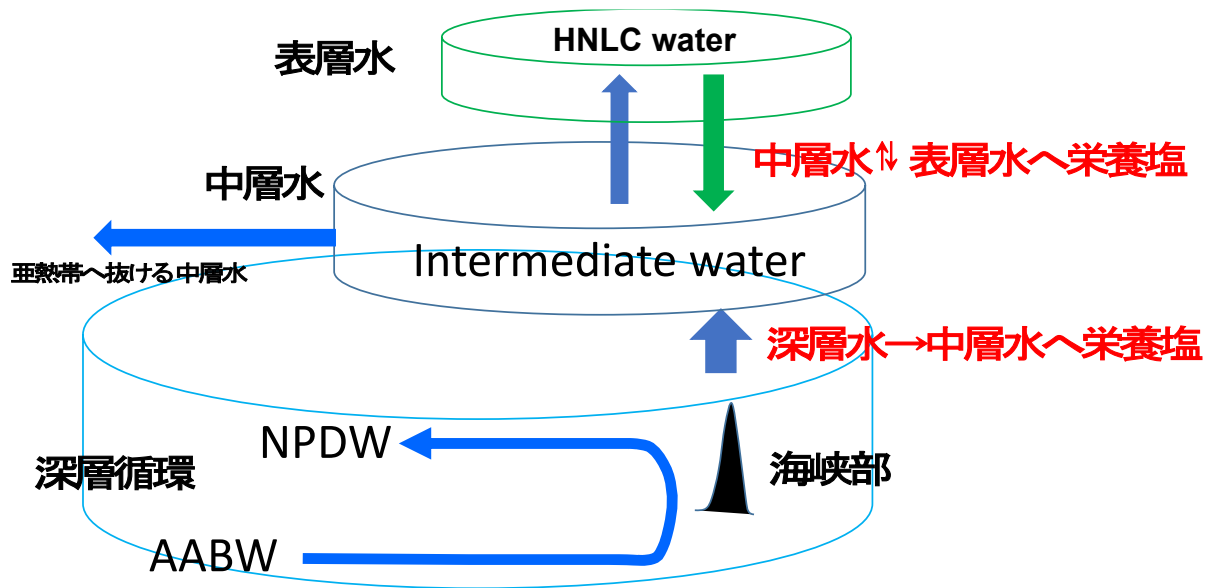 HNLC water
表層水
中層水⇅ 表層水へ栄養塩
中層水
Intermediate water
亜熱帯へ抜ける中層水
深層水→中層水へ栄養塩
NPDW
深層循環
海峡部
AABW